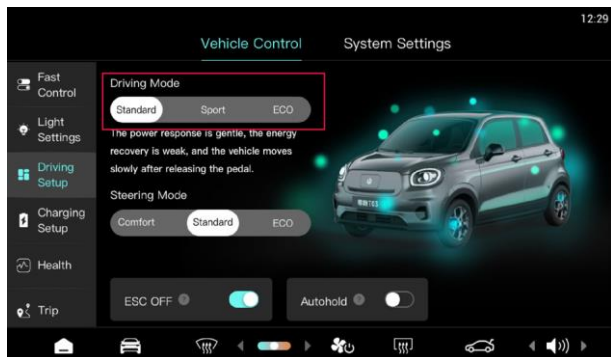 12:29
Vehicle Control
System Settings
Fast
Control
Light
Settings
Driving
Setup
Charging
Setup
Health
Trip
Driving Mode
Standard Sport ECO
The power response is gentle, the energy
recovery is weak, and the vehicle moves
slowly after releasing the pedal.
Steering Mode
Comfort Standard ECO
ESC OFF ?
Autohold ?